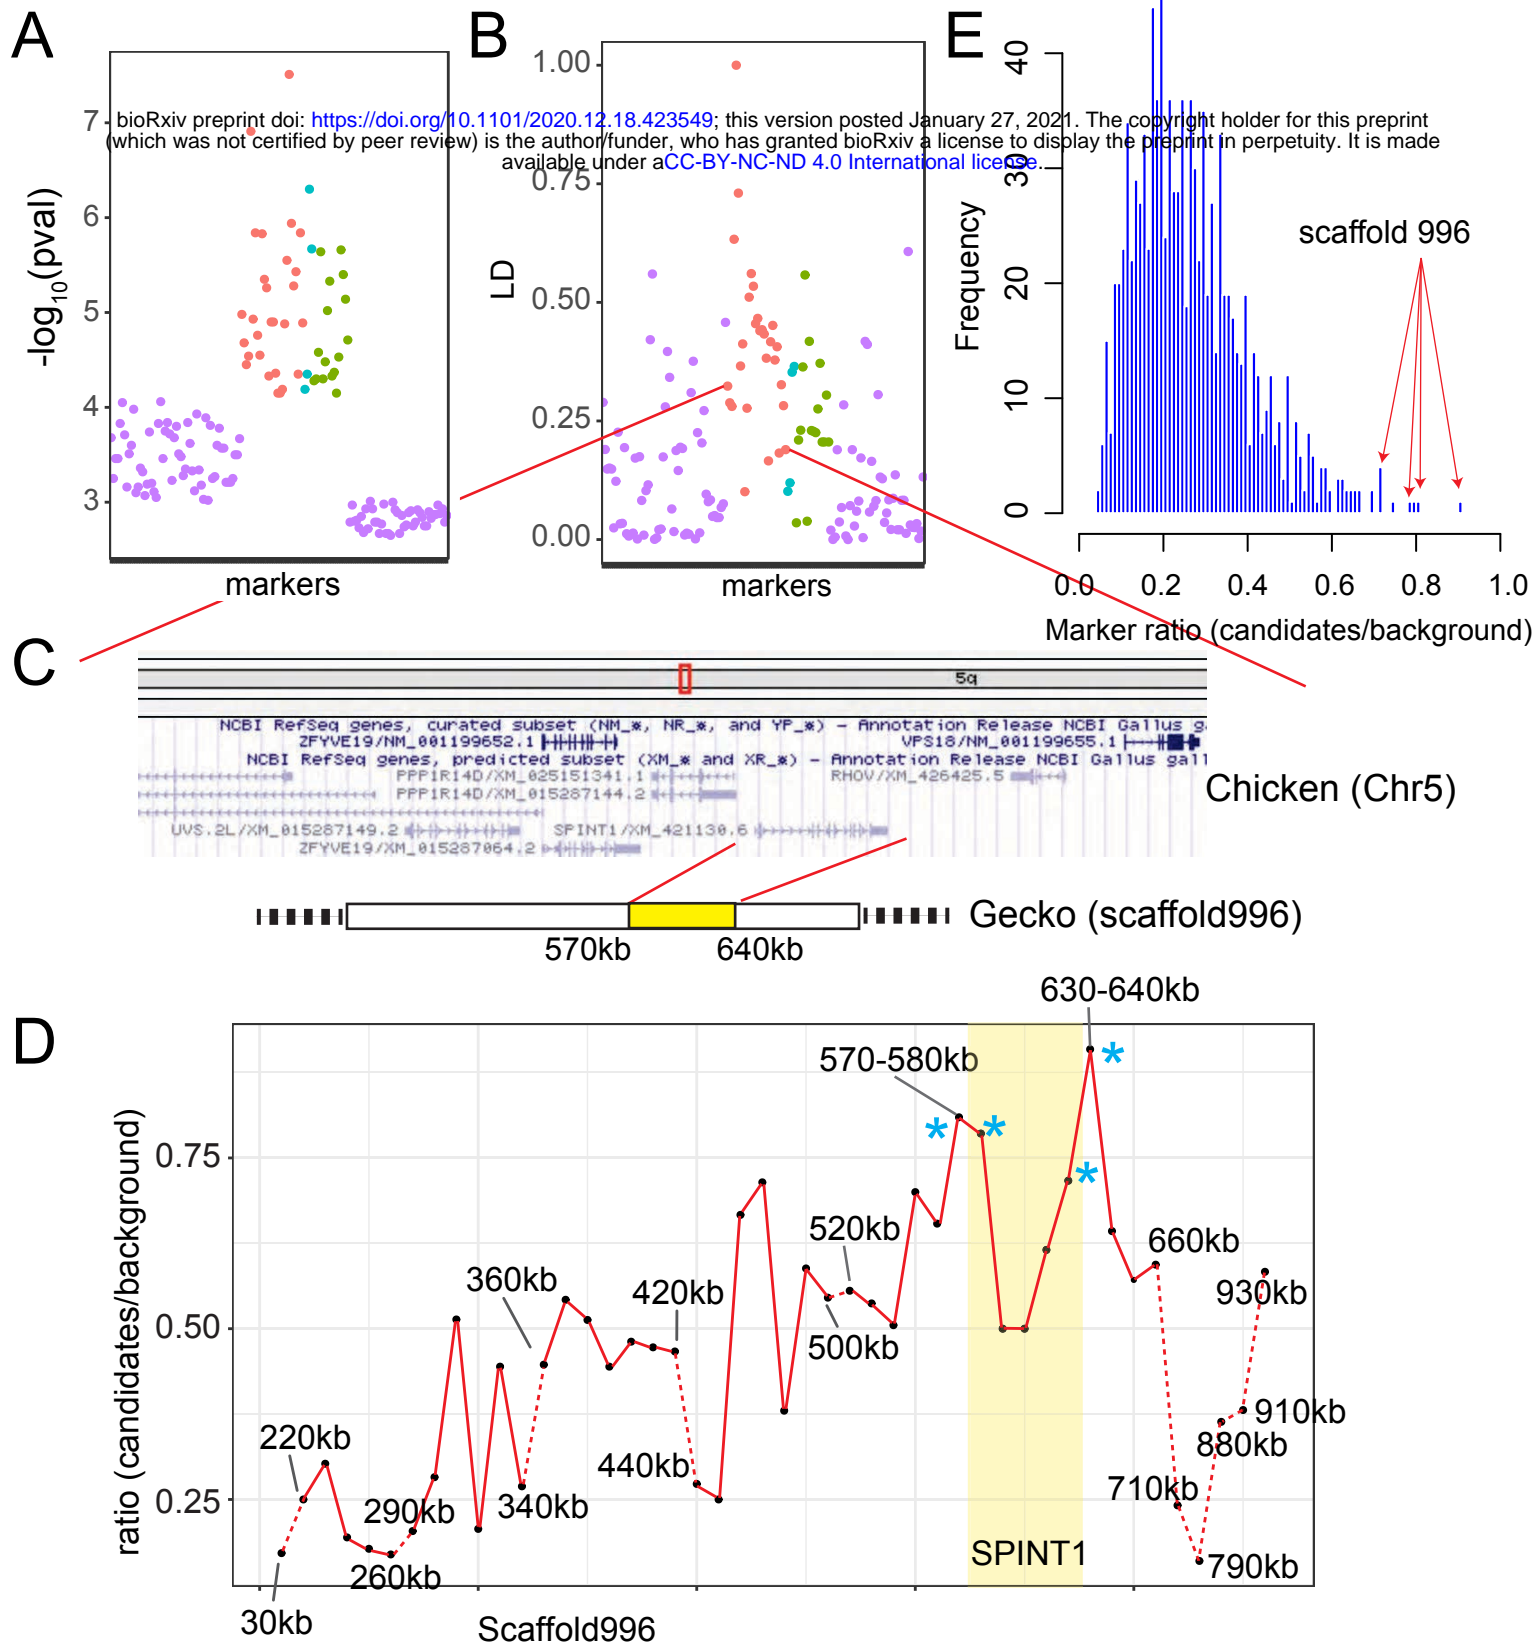 A
B
E
-log10(pval)
7
6
5
4
3
markers
LD
1.00
0.75
0.50
0.25
0.00
markers
Frequency
40
30
20
10
0
scaffold 996
0.0
0.2
0.4
0.6
0.8
1.0
Marker ratio (candidates/background)
bioRxiv preprint doi: https://doi.org/10.1101/2020.12.18.423549; this version posted January 27, 2021. The copyright holder for this preprint
(which was not certified by peer review) is the author/funder, who has granted bioRxiv a license to display the preprint in perpetuity. It is made
available under aCC-BY-NC-ND 4.0 International license.
C
5q
NCBI RefSeq genes, curated subset (NM_*, NR_*, and YP_*) – Annotation Release NCBI Gallus g
ZFYVE19/NM_001199652.1
VPS18/NM_001199655.1
NCBI RefSeq genes, predicted subset (XM_* and XR_*) – Annotation Release NCBI Gallus gall
PPP1R14D/XM_025151341.1
RHOV/XM_426425.5
PPP1R14D/XM_015287144.2
UVS.2L/XM_015287149.2
SPINT1/XM_421130.6
ZFYVE19/XM_015287064.2
Chicken (Chr5)
Gecko (scaffold996)
570kb
640kb
D
ratio (candidates/background)
0.75
0.50
0.25
630-640kb
570-580kb
*
*
*
*
520kb
660kb
360kb
420kb
930kb
500kb
910kb
880kb
220kb
440kb
290kb
340kb
710kb
260kb
SPINT1
790kb
30kb
Scaffold996